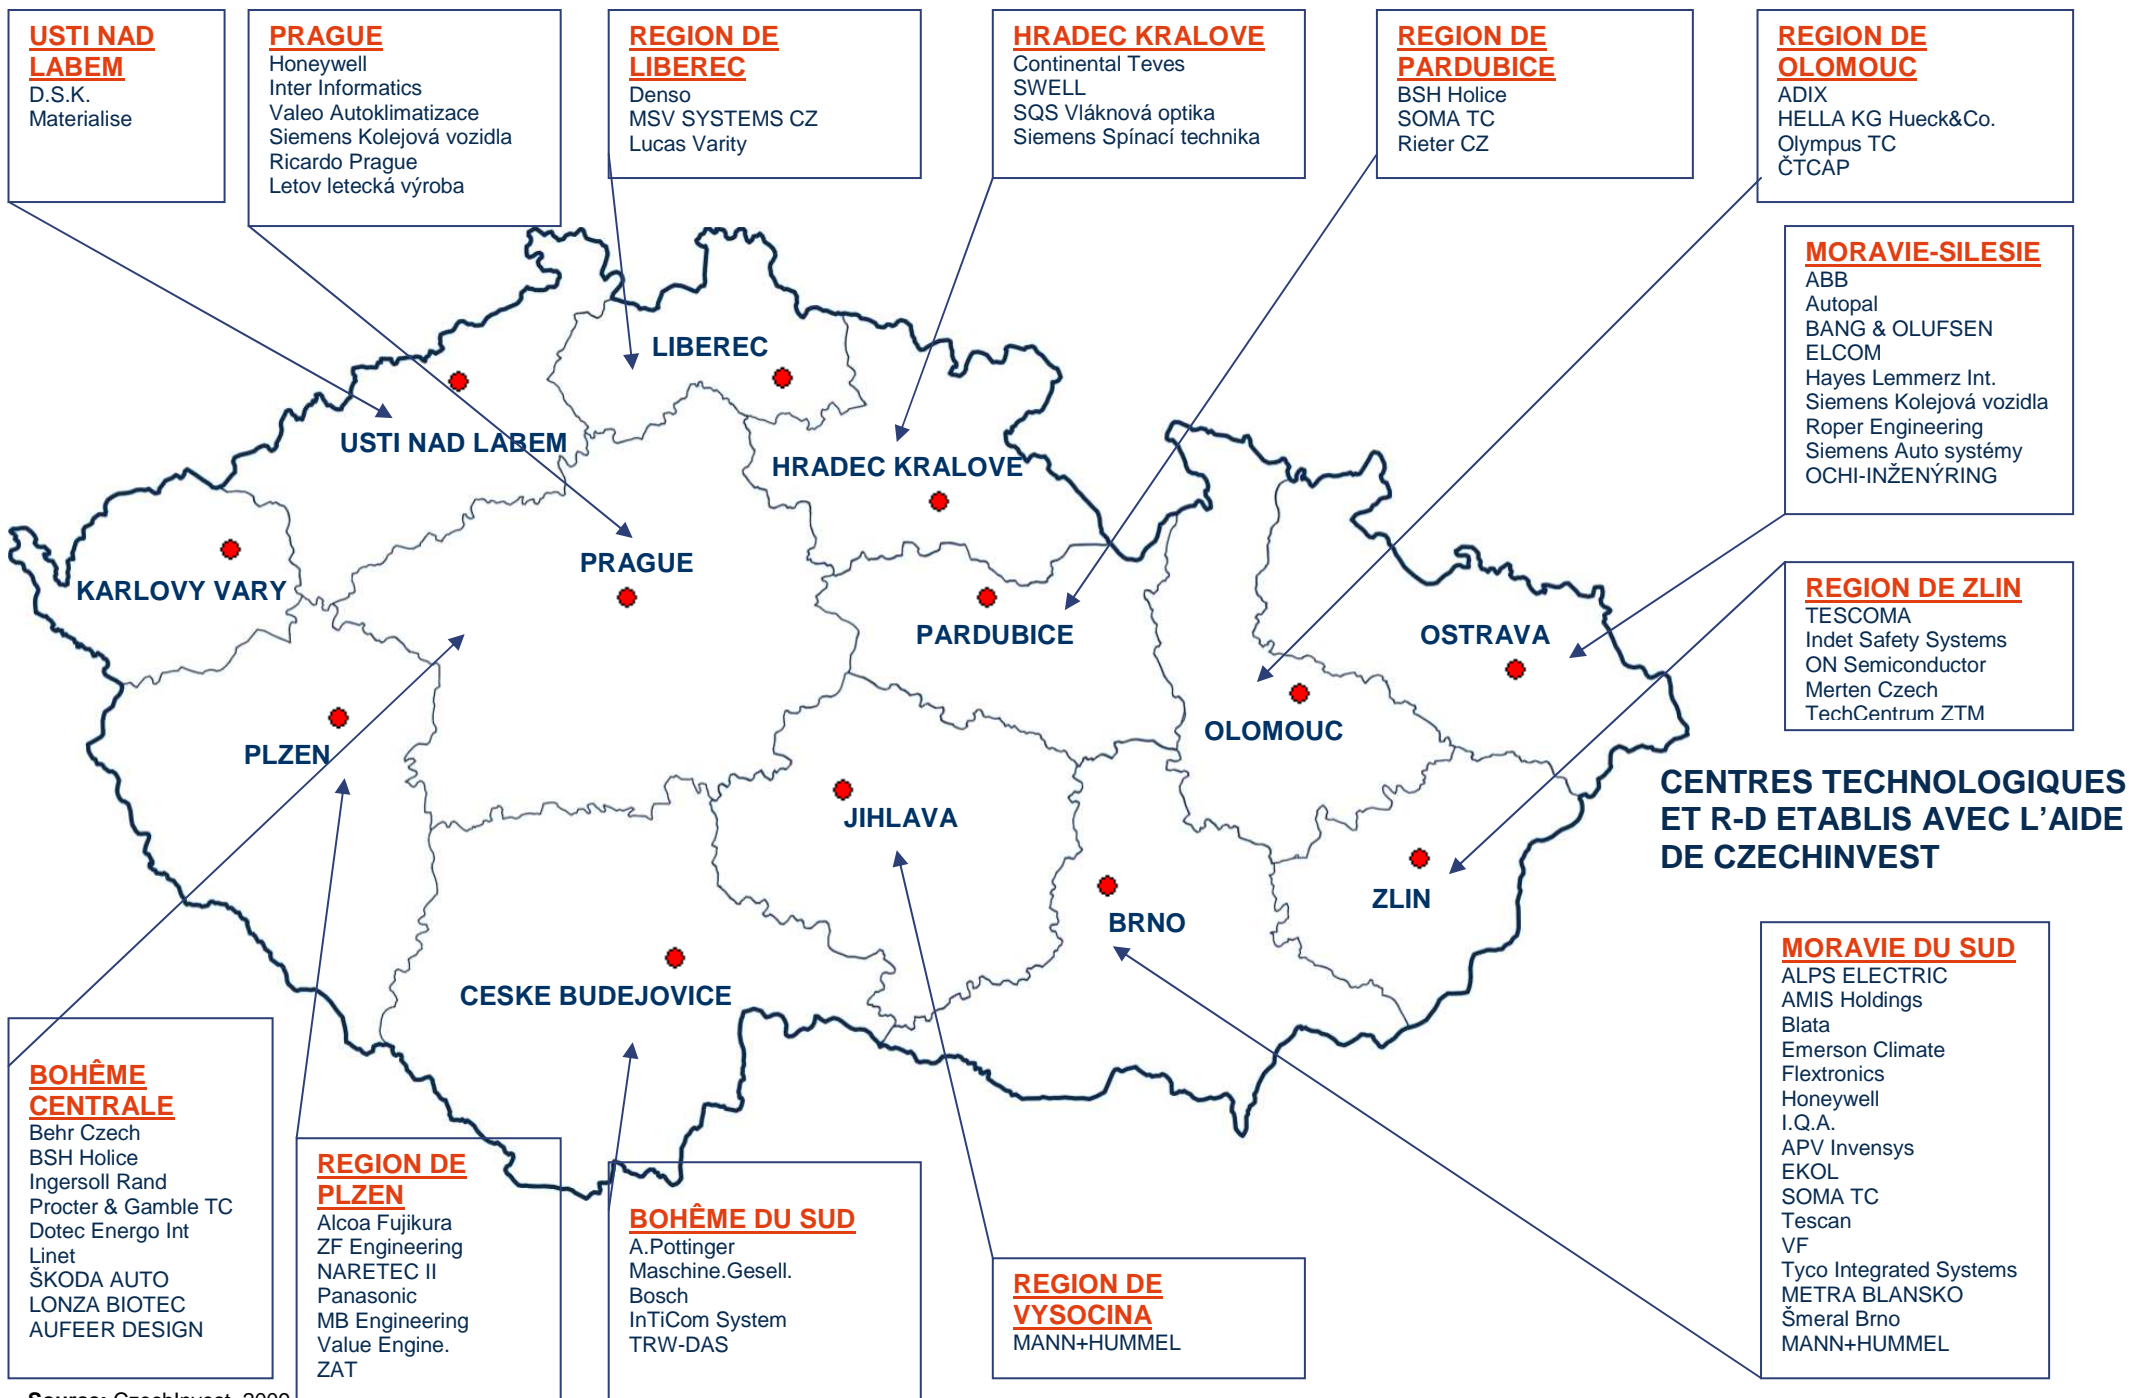 USTI NAD
LABEM
D.S.K.
Materialise
PRAGUE
Honeywell
Inter Informatics
Valeo Autoklimatizace
Siemens Kolejová vozidla
Ricardo Prague
Letov letecká výroba
REGION DE
LIBEREC
Denso
MSV SYSTEMS CZ
Lucas Varity
HRADEC KRALOVE
Continental Teves
SWELL
SQS Vláknová optika
Siemens Spínací technika
REGION DE
PARDUBICE
BSH Holice
SOMA TC
Rieter CZ
REGION DE
OLOMOUC
ADIX
HELLA KG Hueck&Co.
Olympus TC
ČTCAP
MORAVIE-SILESIE
ABB
Autopal
BANG & OLUFSEN
ELCOM
Hayes Lemmerz Int.
Siemens Kolejová vozidla
Roper Engineering
Siemens Auto systémy
OCHI-INŽENÝRING
REGION DE ZLIN
TESCOMA
Indet Safety Systems
ON Semiconductor
Merten Czech
TechCentrum ZTM
LIBEREC
USTI NAD LABEM
HRADEC KRALOVE
PRAGUE
KARLOVY VARY
PARDUBICE
OSTRAVA
OLOMOUC
PLZEN
JIHLAVA
ZLIN
BRNO
CESKE BUDEJOVICE
CENTRES TECHNOLOGIQUES
ET R-D ETABLIS AVEC L'AIDE
DE CZECHINVEST
BOHÊME
CENTRALE
Behr Czech
BSH Holice
Ingersoll Rand
Procter & Gamble TC
Dotec Energo Int
Linet
ŠKODA AUTO
LONZA BIOTEC
AUFEER DESIGN
REGION DE
PLZEN
Alcoa Fujikura
ZF Engineering
NARETEC II
Panasonic
MB Engineering
Value Engine.
ZAT
BOHÊME DU SUD
A.Pottinger
Maschine.Gesell.
Bosch
InTiCom System
TRW-DAS
REGION DE
VYSOCINA
MANN+HUMMEL
MORAVIE DU SUD
ALPS ELECTRIC
AMIS Holdings
Blata
Emerson Climate
Flextronics
Honeywell
I.Q.A.
APV Invensys
EKOL
SOMA TC
Tescan
VF
Tyco Integrated Systems
METRA BLANSKO
Šmeral Brno
MANN+HUMMEL
Source: CzechInvest